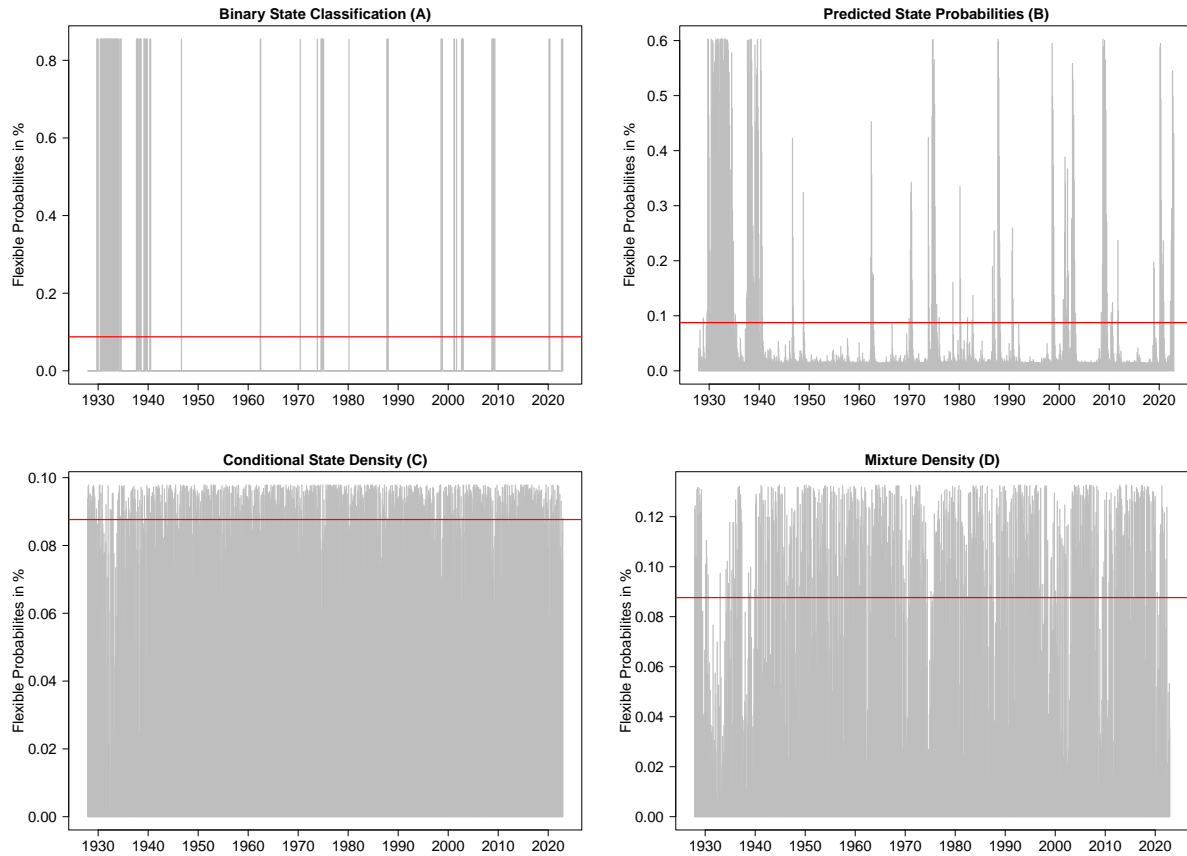 Binary State Classification (A)
Flexible Probabilites in %
0.8
0.6
0.4
0.2
0.0
1930 1940 1950 1960 1970 1980 1990 2000 2010 2020
Predicted State Probabilities (B)
Flexible Probabilites in %
0.6
0.5
0.4
0.3
0.2
0.1
0.0
1930 1940 1950 1960 1970 1980 1990 2000 2010 2020
Conditional State Density (C)
Flexible Probabilites in %
0.10
0.08
0.06
0.04
0.02
0.00
1930 1940 1950 1960 1970 1980 1990 2000 2010 2020
Mixture Density (D)
Flexible Probabilites in %
0.12
0.10
0.08
0.06
0.04
0.02
0.00
1930 1940 1950 1960 1970 1980 1990 2000 2010 2020